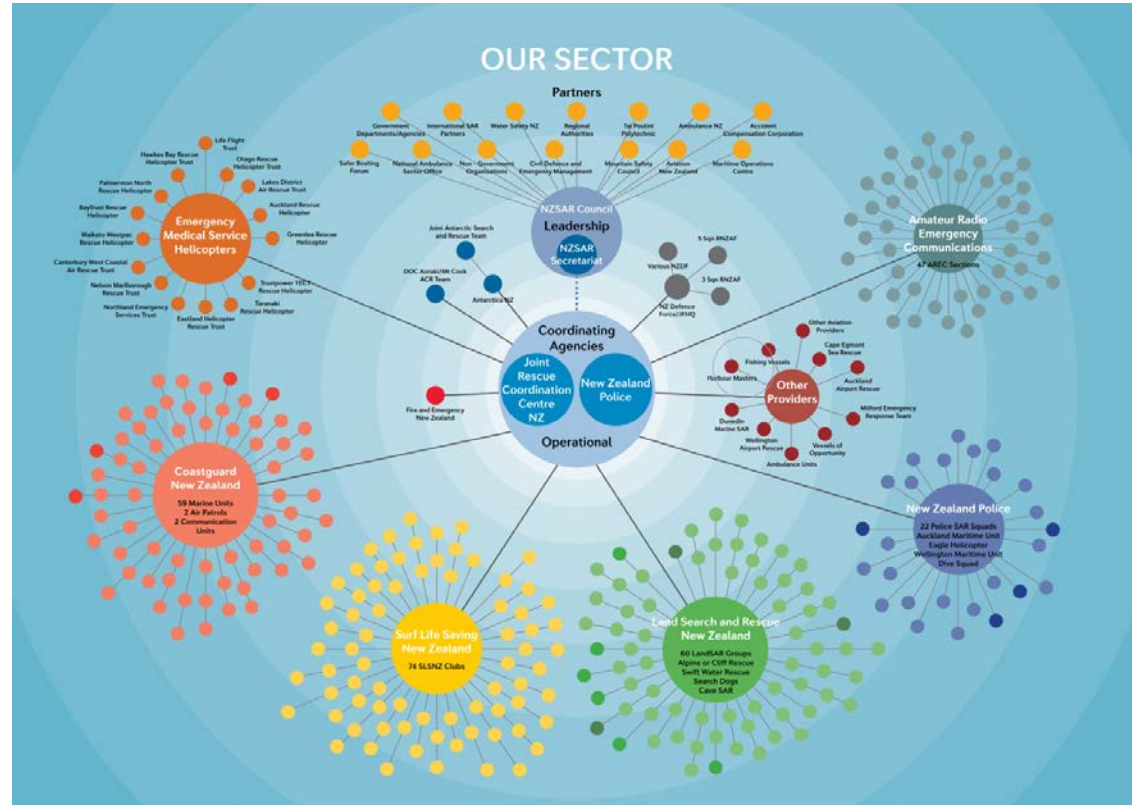 OUR SECTOR
Partners
Government
Departments/Agencies
International SAR
Partners
Water Safety NZ
Regional
Authorities
Tai Poutini
Polytechnic
Ambulance NZ
Accident
Compensation Corporation
Safer Boating
Forum
National Ambulance
Sector Office
Non - Government
Organisations
Civil Defence and
Emergency Management
Mountain Safety
Council
Aviation
New Zealand
Maritime Operations
Centre
NZSAR Council
Leadership
NZSAR
Secretariat
Life Flight
Trust
Hawkes Bay Rescue
Helicopter Trust
Otago Rescue
Helicopter Trust
Palmerston North
Rescue Helicopter
Lakes District
Air Rescue Trust
Bayfrust Rescue
Helicopter
Auckland Rescue
Helicopter
Waikato Westpac
Rescue Helicopter
Greenlea Rescue
Helicopter
Canterbury West Coastal
Air Rescue Trust
Nelson Marlborough
Rescue Trust
Trustpower TECT
Rescue Helicopter
Northland Emergency
Services Trust
Taranaki
Rescue Helicopter
Eastland Helicopter
Rescue Trust
Emergency
Medical Service
Helicopters
Joint Antarctic Search
and Rescue Team
DOC Aoraki/Mt Cook
ACR Team
Antarctica NZ
5 Sqn RNZAF
Various NZDF
3 Sqn RNZAF
NZ Defence
Force/JFHQ
Amateur Radio
Emergency
Communications
47 AREC Sections
Coordinating
Agencies
Joint
Rescue
Coordination
Centre
NZ
New Zealand
Police
Operational
Fire and Emergency
New Zealand
Other Aviation
Providers
Fishing Vessels
Cape Egmont
Sea Rescue
Harbour Masters
Auckland
Airport Rescue
Other
Providers
Dunedin
Marine SAR
Milford Emergency
Response Team
Wellington
Airport Rescue
Vessels of
Opportunity
Ambulance Units
Coastguard
New Zealand
59 Marine Units
2 Air Patrols
2 Communication
Units
New Zealand Police
22 Police SAR Squads
Auckland Maritime Unit
Eagle Helicopter
Wellington Maritime Unit
Dive Squad
Surf Life Saving
New Zealand
74 SLSNZ Clubs
Land Search and Rescue
New Zealand
60 LandSAR Groups
Alpine or Cliff Rescue
Swift Water Rescue
Search Dogs
Cave SAR